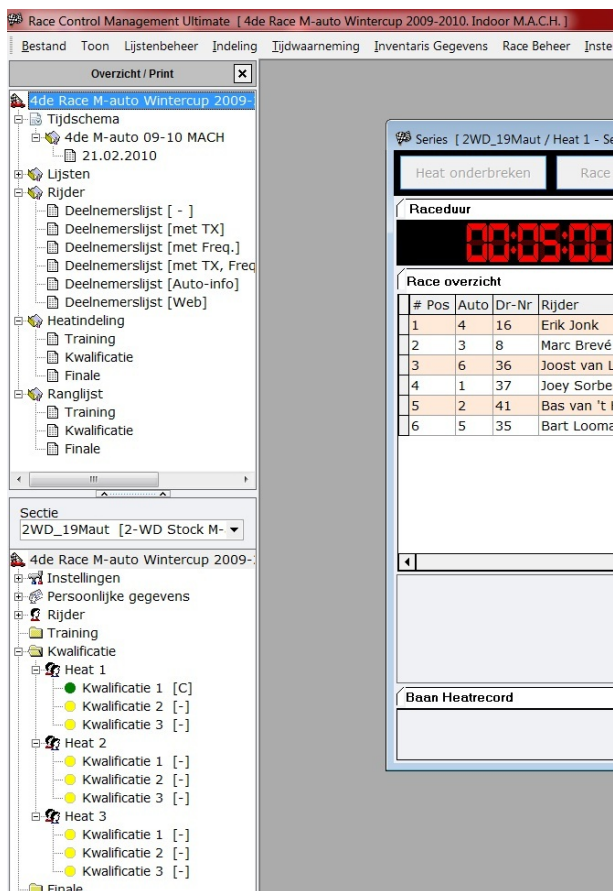 Race Control Management Ultimate [ 4de Race M-auto Wintercup 2009-2010. Indoor M.A.C.H. ]
Bestand Toon Lijstenbeheer Indeling Tijdwaarneming Inventaris Gegevens Race Beheer Inste
Overzicht / Print
4de Race M-auto Wintercup 2009-
Tijdschema
4de M-auto 09-10 MACH
21.02.2010
Lijsten
Rijder
Deelnemerslijst [ - ]
Deelnemerslijst [met TX]
Deelnemerslijst [met Freq.]
Deelnemerslijst [met TX, Freq
Deelnemerslijst [Auto-info]
Deelnemerslijst [Web]
Heatindeling
Training
Kwalificatie
Finale
Ranglijst
Training
Kwalificatie
Finale
Sectie
2WD_19Maut [2-WD Stock M-
4de Race M-auto Wintercup 2009-
Instellingen
Persoonlijke gegevens
Rijder
Training
Kwalificatie
Heat 1
Kwalificatie 1 [C]
Kwalificatie 2 [-]
Kwalificatie 3 [-]
Heat 2
Kwalificatie 1 [-]
Kwalificatie 2 [-]
Kwalificatie 3 [-]
Heat 3
Kwalificatie 1 [-]
Kwalificatie 2 [-]
Kwalificatie 3 [-]
Finale
Series [ 2WD_19Maut / Heat 1 - Se
Heat onderbreken Race
Raceduur
00:05:00
Race overzicht
# Pos Auto Dr-Nr Rijder
1 4 16 Erik Jonk
2 3 8 Marc Brevé
3 6 36 Joost van L
4 1 37 Joey Sorbe
5 2 41 Bas van 't
6 5 35 Bart Looma
Baan Heatrecord